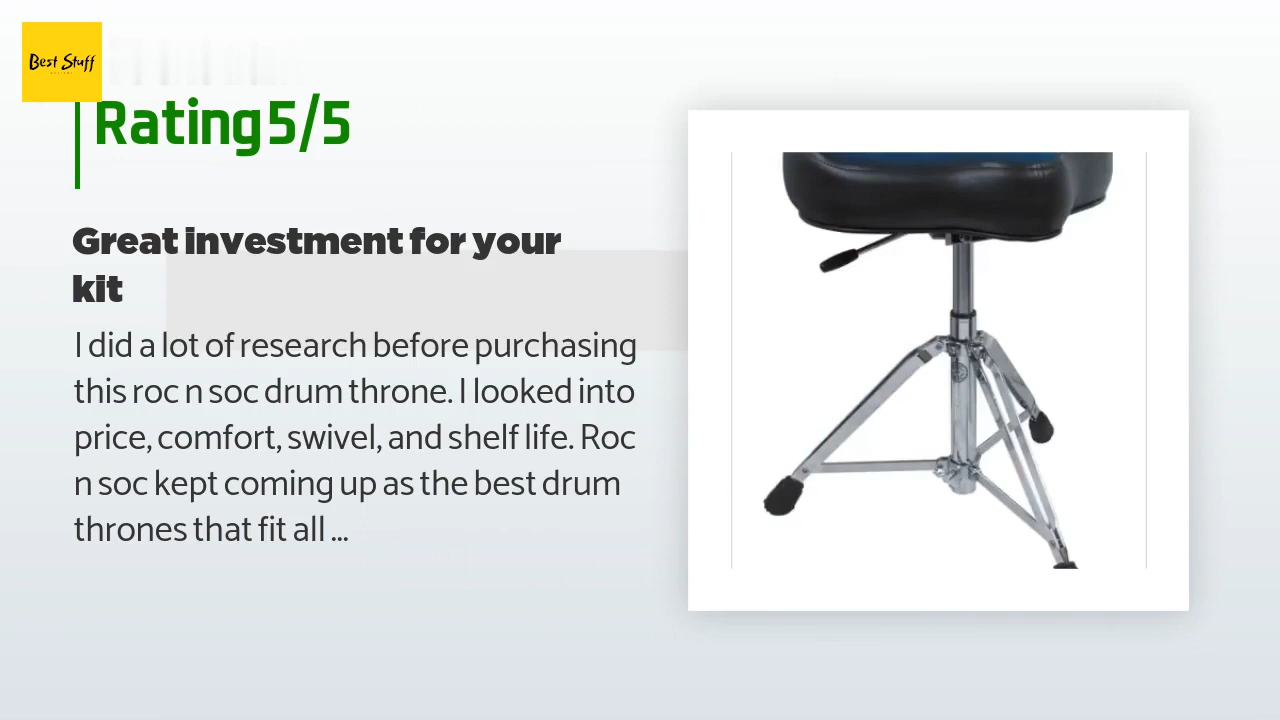 Best Stuff
Rating 5/5
Great investment for your
kit
I did a lot of research before purchasing
this roc n soc drum throne. I looked into
price, comfort, swivel, and shelf life. Roc
n soc kept coming up as the best drum
thrones that fit all ...